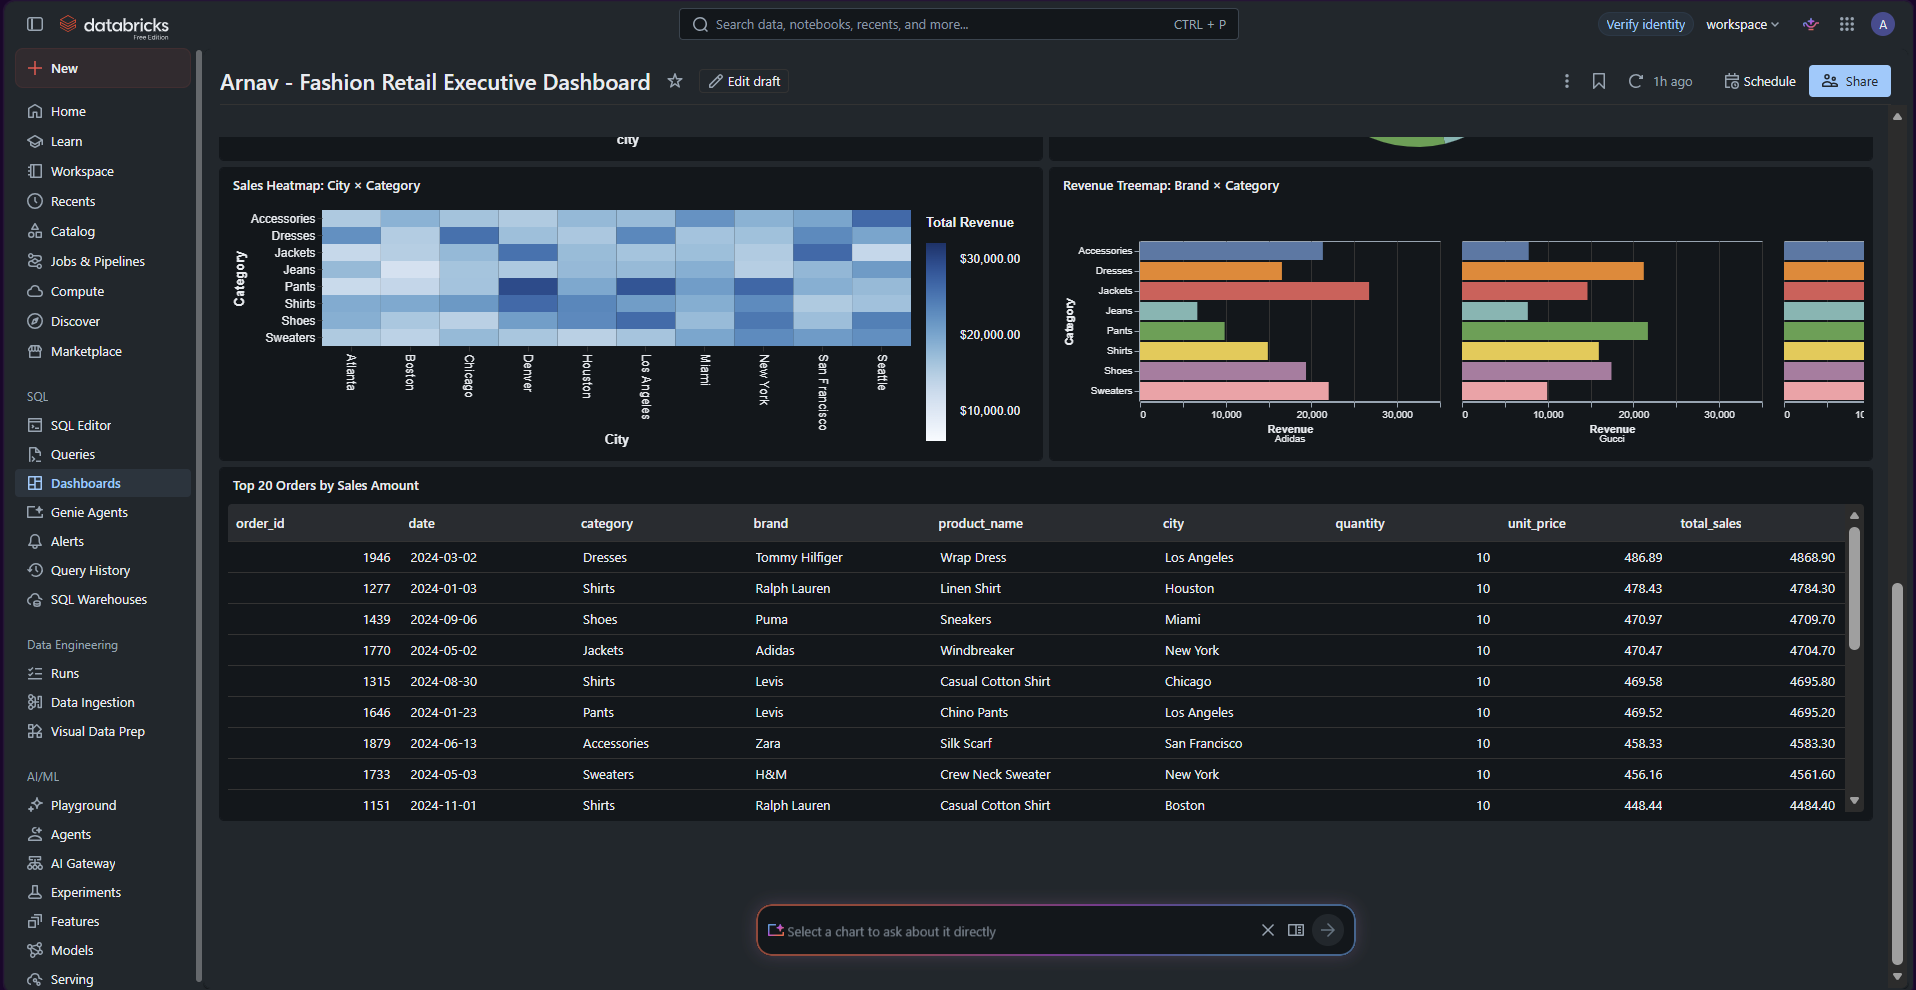 databricks
Free Edition
Search data, notebooks, recents, and more...
CTRL + P
Verify identity
workspace
A
New
Home
Learn
Workspace
Recents
Catalog
Jobs & Pipelines
Compute
Discover
Marketplace
SQL
SQL Editor
Queries
Dashboards
Genie Agents
Alerts
Query History
SQL Warehouses
Data Engineering
Runs
Data Ingestion
Visual Data Prep
AI/ML
Playground
Agents
AI Gateway
Experiments
Features
Models
Serving
Arnav - Fashion Retail Executive Dashboard
Edit draft
1h ago
Schedule
Share
city
Sales Heatmap: City × Category
Category
Accessories
Dresses
Jackets
Jeans
Pants
Shirts
Shoes
Sweaters
Atlanta
Boston
Chicago
Denver
Houston
Los Angeles
Miami
New York
San Francisco
Seattle
City
Total Revenue
$30,000.00
$20,000.00
$10,000.00
Revenue Treemap: Brand × Category
Category
Accessories
Dresses
Jackets
Jeans
Pants
Shirts
Shoes
Sweaters
0 10,000 20,000 30,000
Revenue
Adidas
0 10,000 20,000 30,000
Revenue
Gucci
0
Top 20 Orders by Sales Amount
order_id date category brand product_name city quantity unit_price total_sales
1946 2024-03-02 Dresses Tommy Hilfiger Wrap Dress Los Angeles 10 486.89 4868.90
1277 2024-01-03 Shirts Ralph Lauren Linen Shirt Houston 10 478.43 4784.30
1439 2024-09-06 Shoes Puma Sneakers Miami 10 470.97 4709.70
1770 2024-05-02 Jackets Adidas Windbreaker New York 10 470.47 4704.70
1315 2024-08-30 Shirts Levis Casual Cotton Shirt Chicago 10 469.58 4695.80
1646 2024-01-23 Pants Levis Chino Pants Los Angeles 10 469.52 4695.20
1879 2024-06-13 Accessories Zara Silk Scarf San Francisco 10 458.33 4583.30
1733 2024-05-03 Sweaters H&M Crew Neck Sweater New York 10 456.16 4561.60
1151 2024-11-01 Shirts Ralph Lauren Casual Cotton Shirt Boston 10 448.44 4484.40
Select a chart to ask about it directly